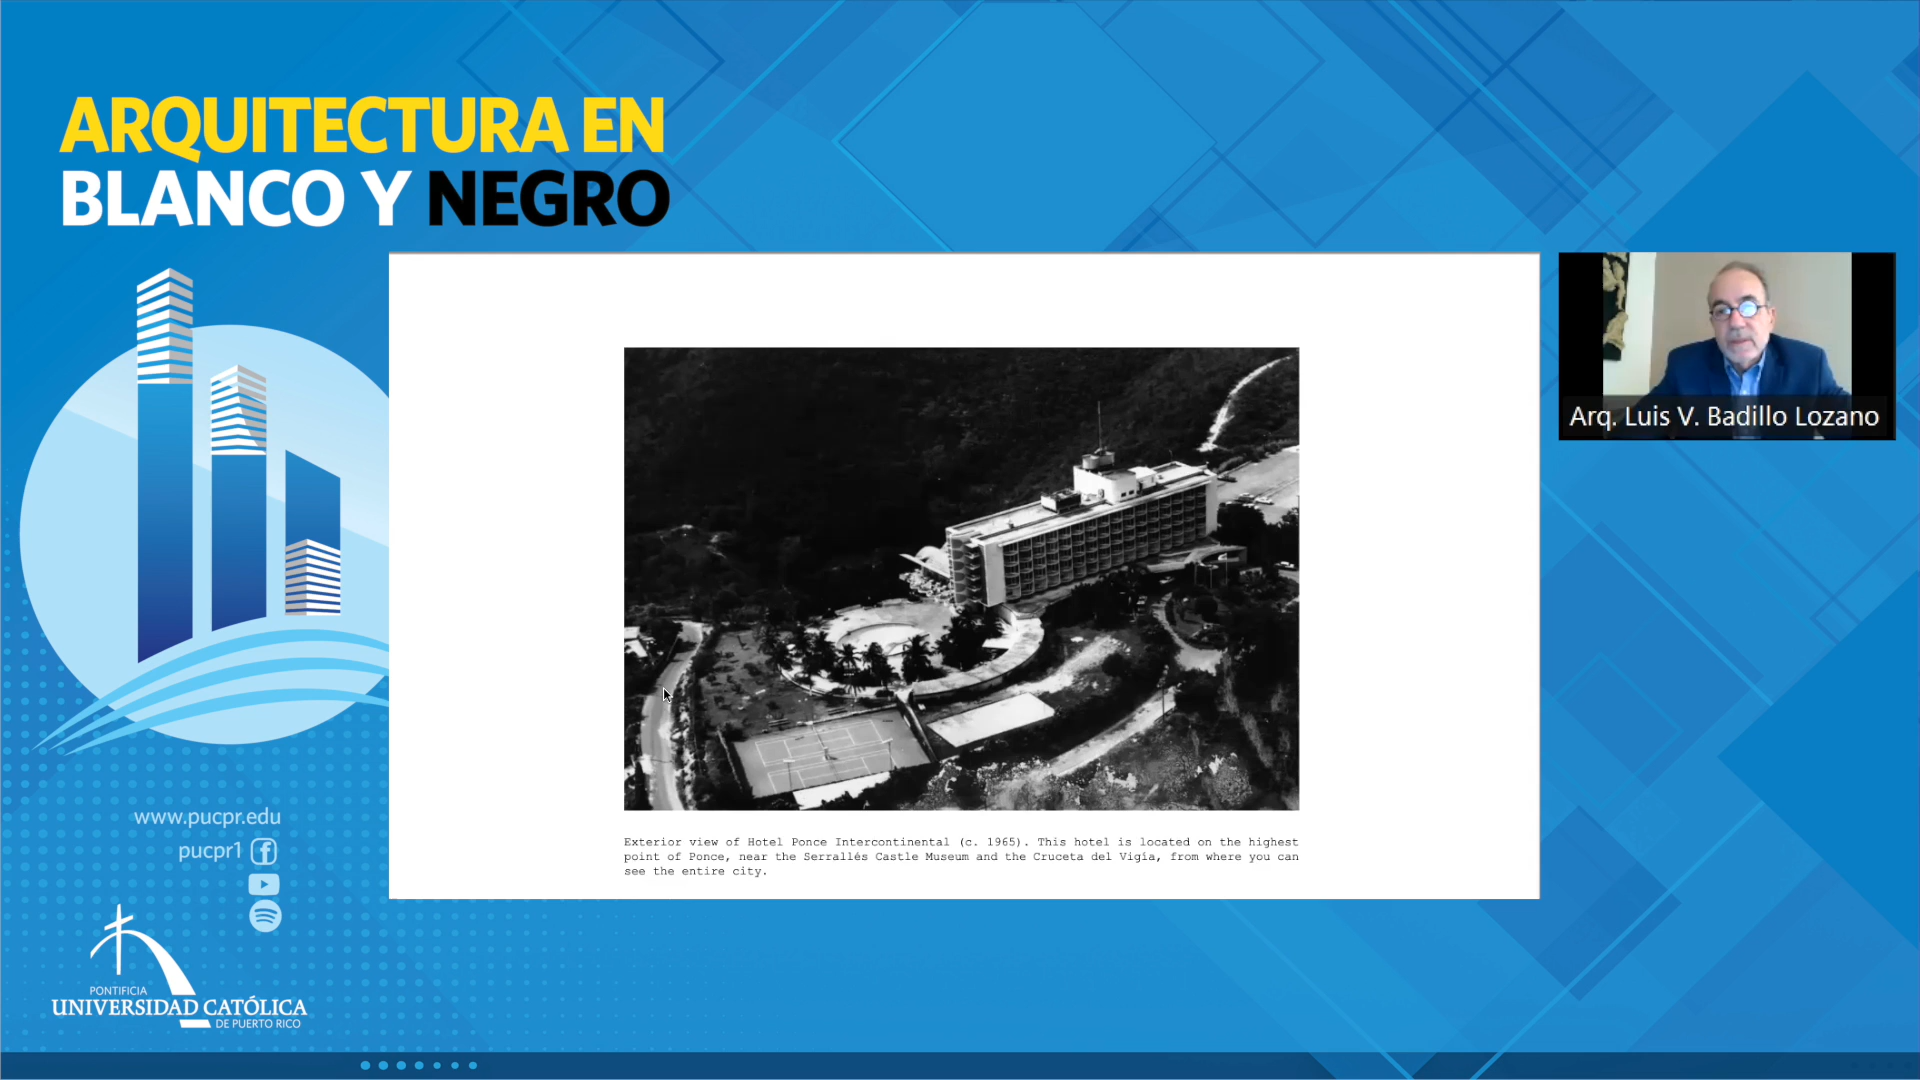 ARQUITECTURA EN
BLANCO Y NEGRO
Arq. Luis V. Badillo Lozano
Exterior view of Hotel Ponce Intercontinental (c. 1965). This hotel is located on the highest
point of Ponce, near the Serrallés Castle Museum and the Cruceta del Vigía, from where you can
see the entire city.
www.pucpr.edu
pucpr1
PONTIFICIA
UNIVERSIDAD CATÓLICA
DE PUERTO RICO